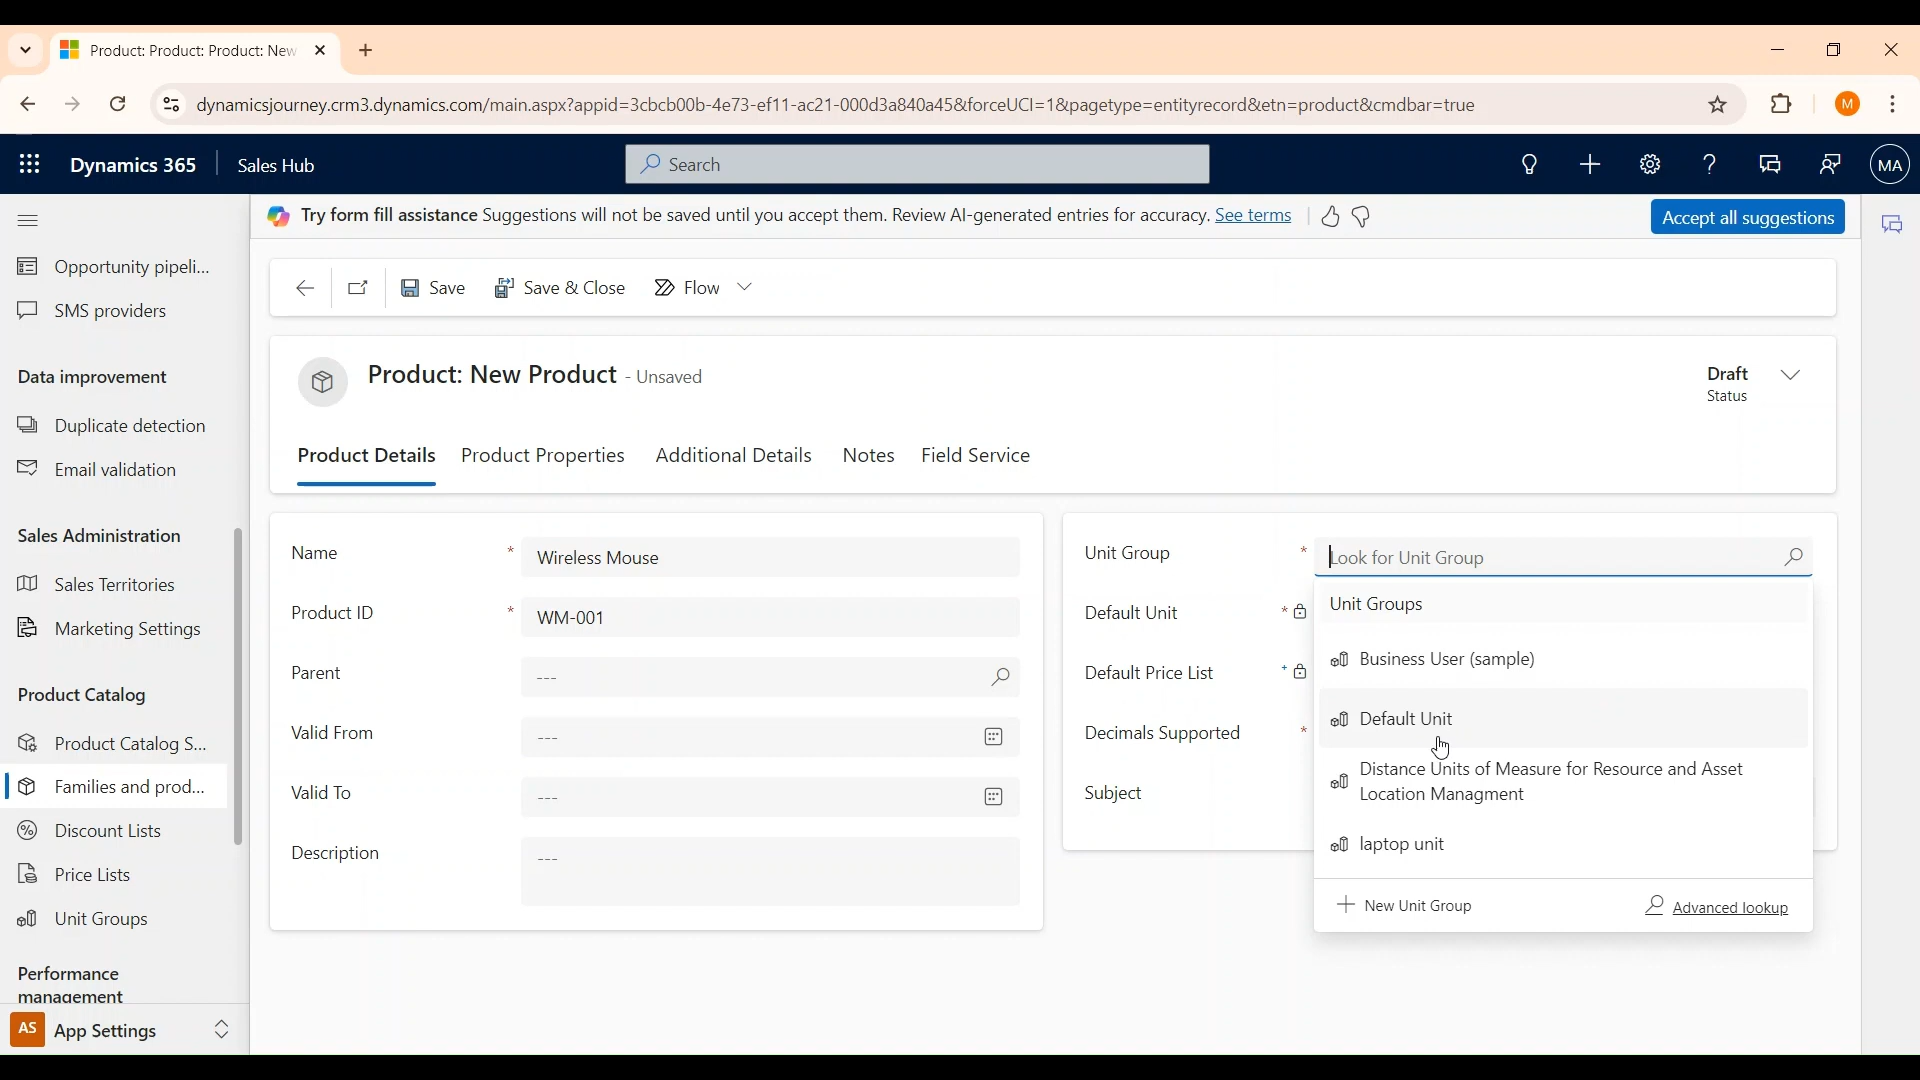 Product: Product: Product: New
dynamicsjourney.crm3.dynamics.com/main.aspx?appid=3cbcb00b-4e73-ef11-ac21-000d3a840a45&forceUCI=1&pagetype=entityrecord&etn=product&cmdbar=true
M
Dynamics 365
Sales Hub
Search
MA
Try form fill assistance Suggestions will not be saved until you accept them. Review AI-generated entries for accuracy. See terms
Accept all suggestions
Opportunity pipeli...
SMS providers
Data improvement
Duplicate detection
Email validation
Sales Administration
Sales Territories
Marketing Settings
Product Catalog
Product Catalog S...
Families and prod...
Discount Lists
Price Lists
Unit Groups
Performance
management
AS
App Settings
Save
Save & Close
Flow
Product: New Product - Unsaved
Draft
Status
Product Details
Product Properties
Additional Details
Notes
Field Service
Name * Wireless Mouse
Product ID * WM-001
Parent ---
Valid From ---
Valid To ---
Description ---
Unit Group * Look for Unit Group
Default Unit *
Default Price List +
Decimals Supported *
Subject
Unit Groups
Business User (sample)
Default Unit
Distance Units of Measure for Resource and Asset
Location Managment
laptop unit
New Unit Group
Advanced lookup